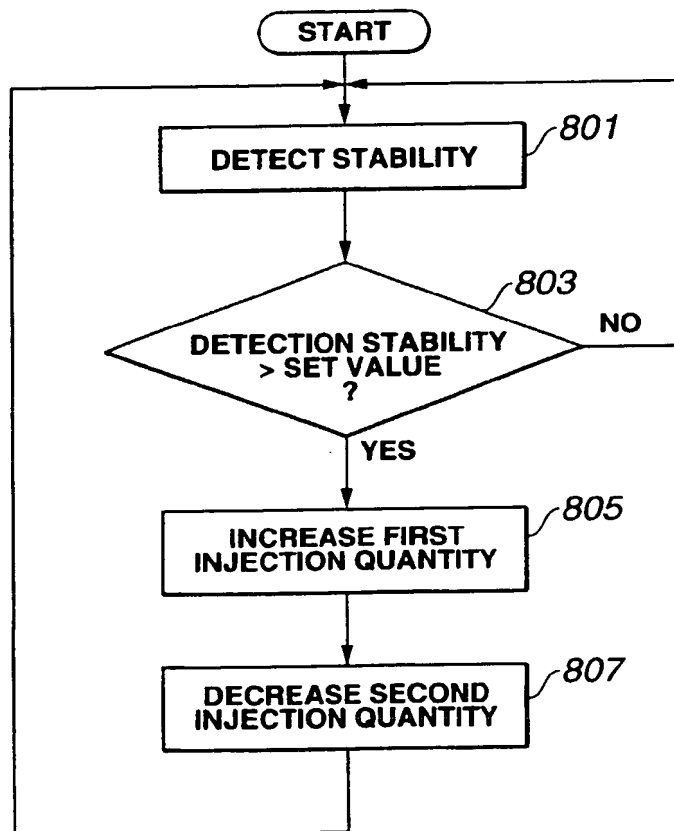 START
DETECT STABILITY
801
803
DETECTION STABILITY
> SET VALUE
?
NO
YES
805
INCREASE FIRST
INJECTION QUANTITY
807
DECREASE SECOND
INJECTION QUANTITY